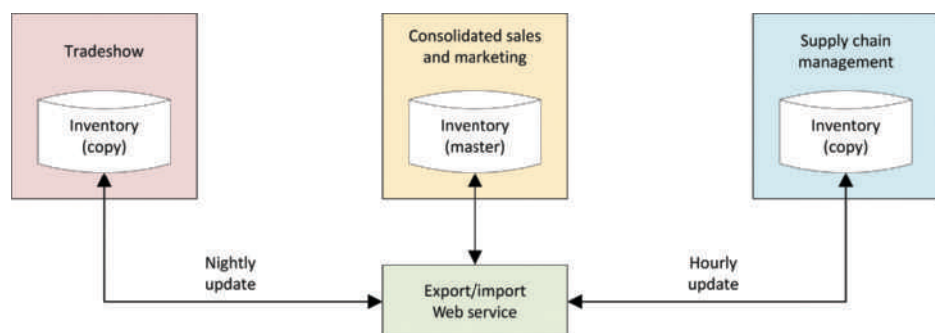 Tradeshow
Inventory
(copy)
Consolidated sales
and marketing
Inventory
(master)
Supply chain
management
Inventory
(copy)
Nightly
update
Export/import
Web service
Hourly
update